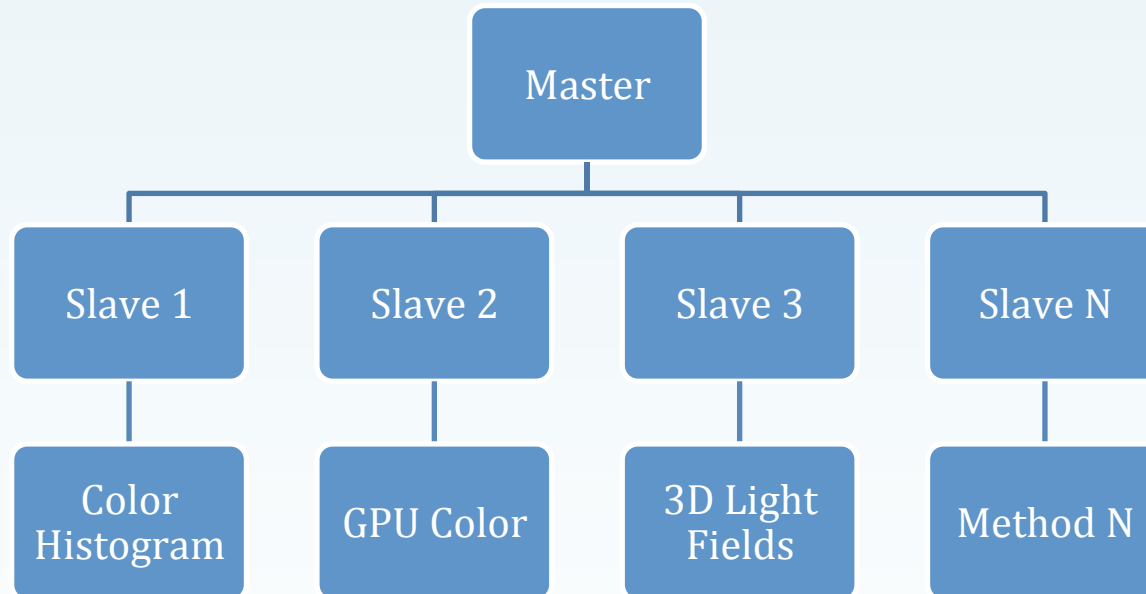 Master
Slave 1
Slave 2
Slave 3
Slave N
Color
Histogram
GPU Color
3D Light
Fields
Method N